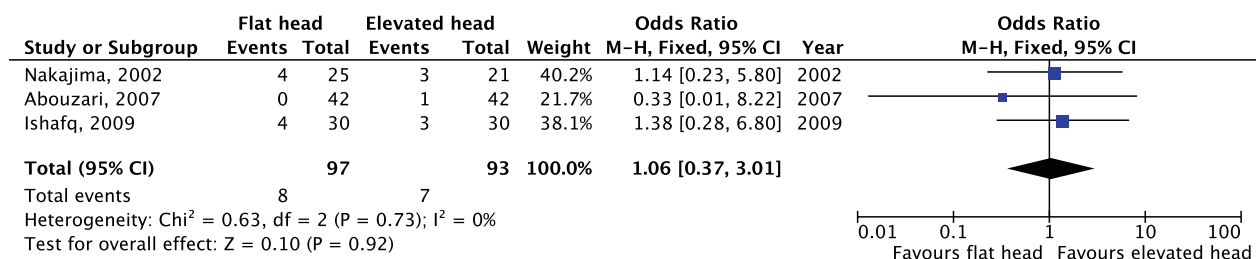 Flat head Elevated head Odds Ratio Odds Ratio
Study or Subgroup Events Total Events Total Weight M-H, Fixed, 95% CI Year M-H, Fixed, 95% CI
Nakajima, 2002 4 25 3 21 40.2% 1.14 [0.23, 5.80] 2002
Abouzari, 2007 0 42 1 42 21.7% 0.33 [0.01, 8.22] 2007
Ishafq, 2009 4 30 3 30 38.1% 1.38 [0.28, 6.80] 2009
Total (95% CI) 97 93 100.0% 1.06 [0.37, 3.01]
Total events 8 7
Heterogeneity: Chi² = 0.63, df = 2 (P = 0.73); I² = 0%
Test for overall effect: Z = 0.10 (P = 0.92)
0.01 0.1 1 10 100
Favours flat head Favours elevated head